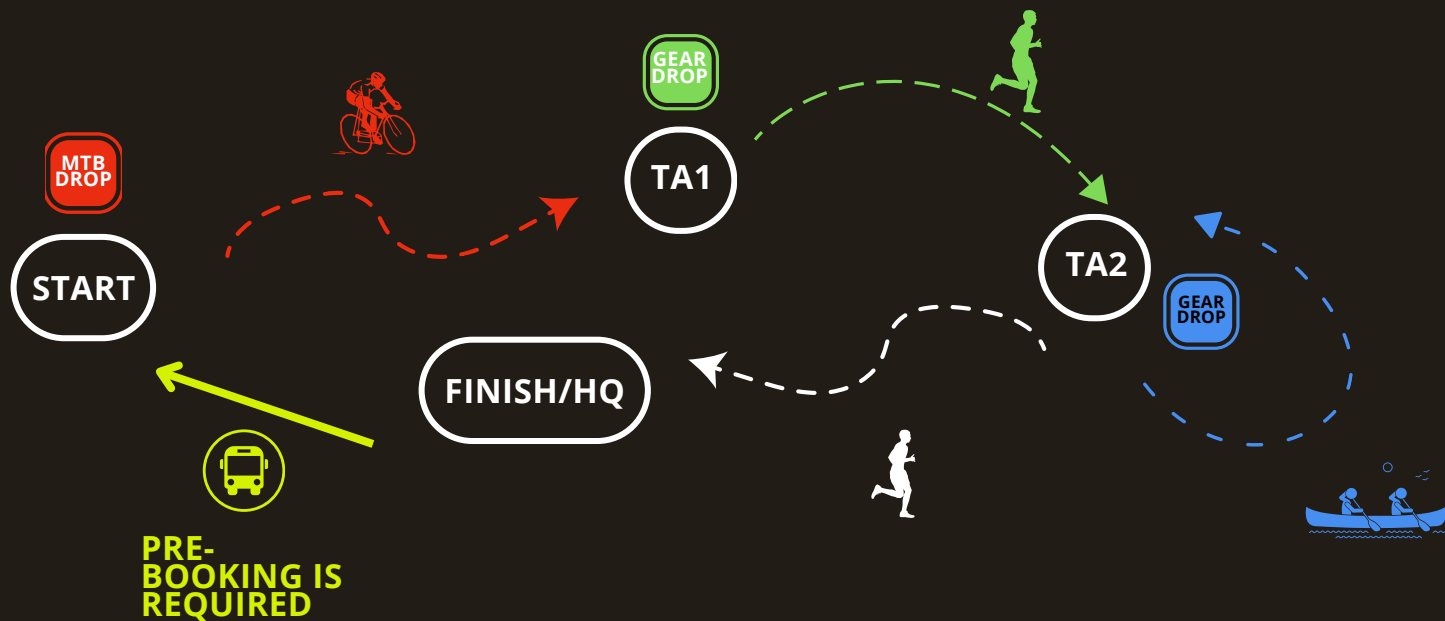 GEAR
DROP
MTB
DROP
TA1
START
TA2
GEAR
DROP
FINISH/HQ
PRE-
BOOKING IS
REQUIRED